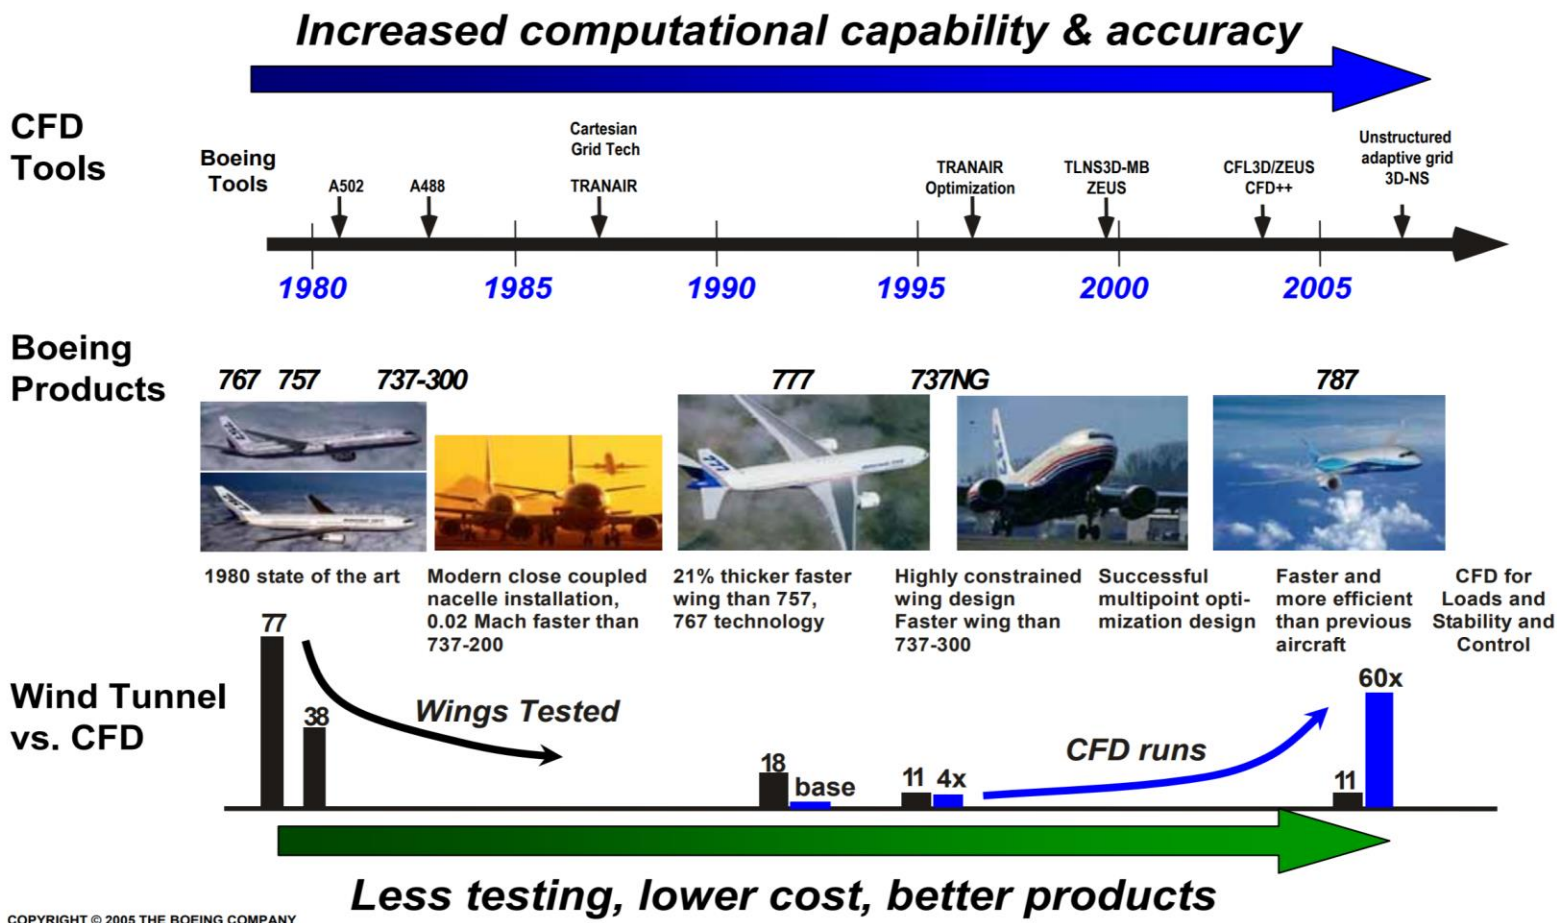 Increased computational capability & accuracy
CFD
Tools
Boeing
Tools
A502
A488
Cartesian
Grid Tech
TRANAIR
TRANAIR
Optimization
TLNS3D-MB
ZEUS
CFL3D/ZEUS
CFD++
Unstructured
adaptive grid
3D-NS
1980
1985
1990
1995
2000
2005
Boeing
Products
767
757
737-300
777
737NG
787
757
777
1980 state of the art
Modern close coupled
nacelle installation,
0.02 Mach faster than
737-200
21% thicker faster
wing than 757,
767 technology
Highly constrained
wing design
Faster wing than
737-300
Successful
multipoint opti-
mization design
Faster and
more efficient
than previous
aircraft
CFD for
Loads and
Stability and
Control
Wind Tunnel
vs. CFD
77
38
Wings Tested
18
base
11
4x
CFD runs
11
60x
Less testing, lower cost, better products
COPYRIGHT © 2005 THE BOEING COMPANY